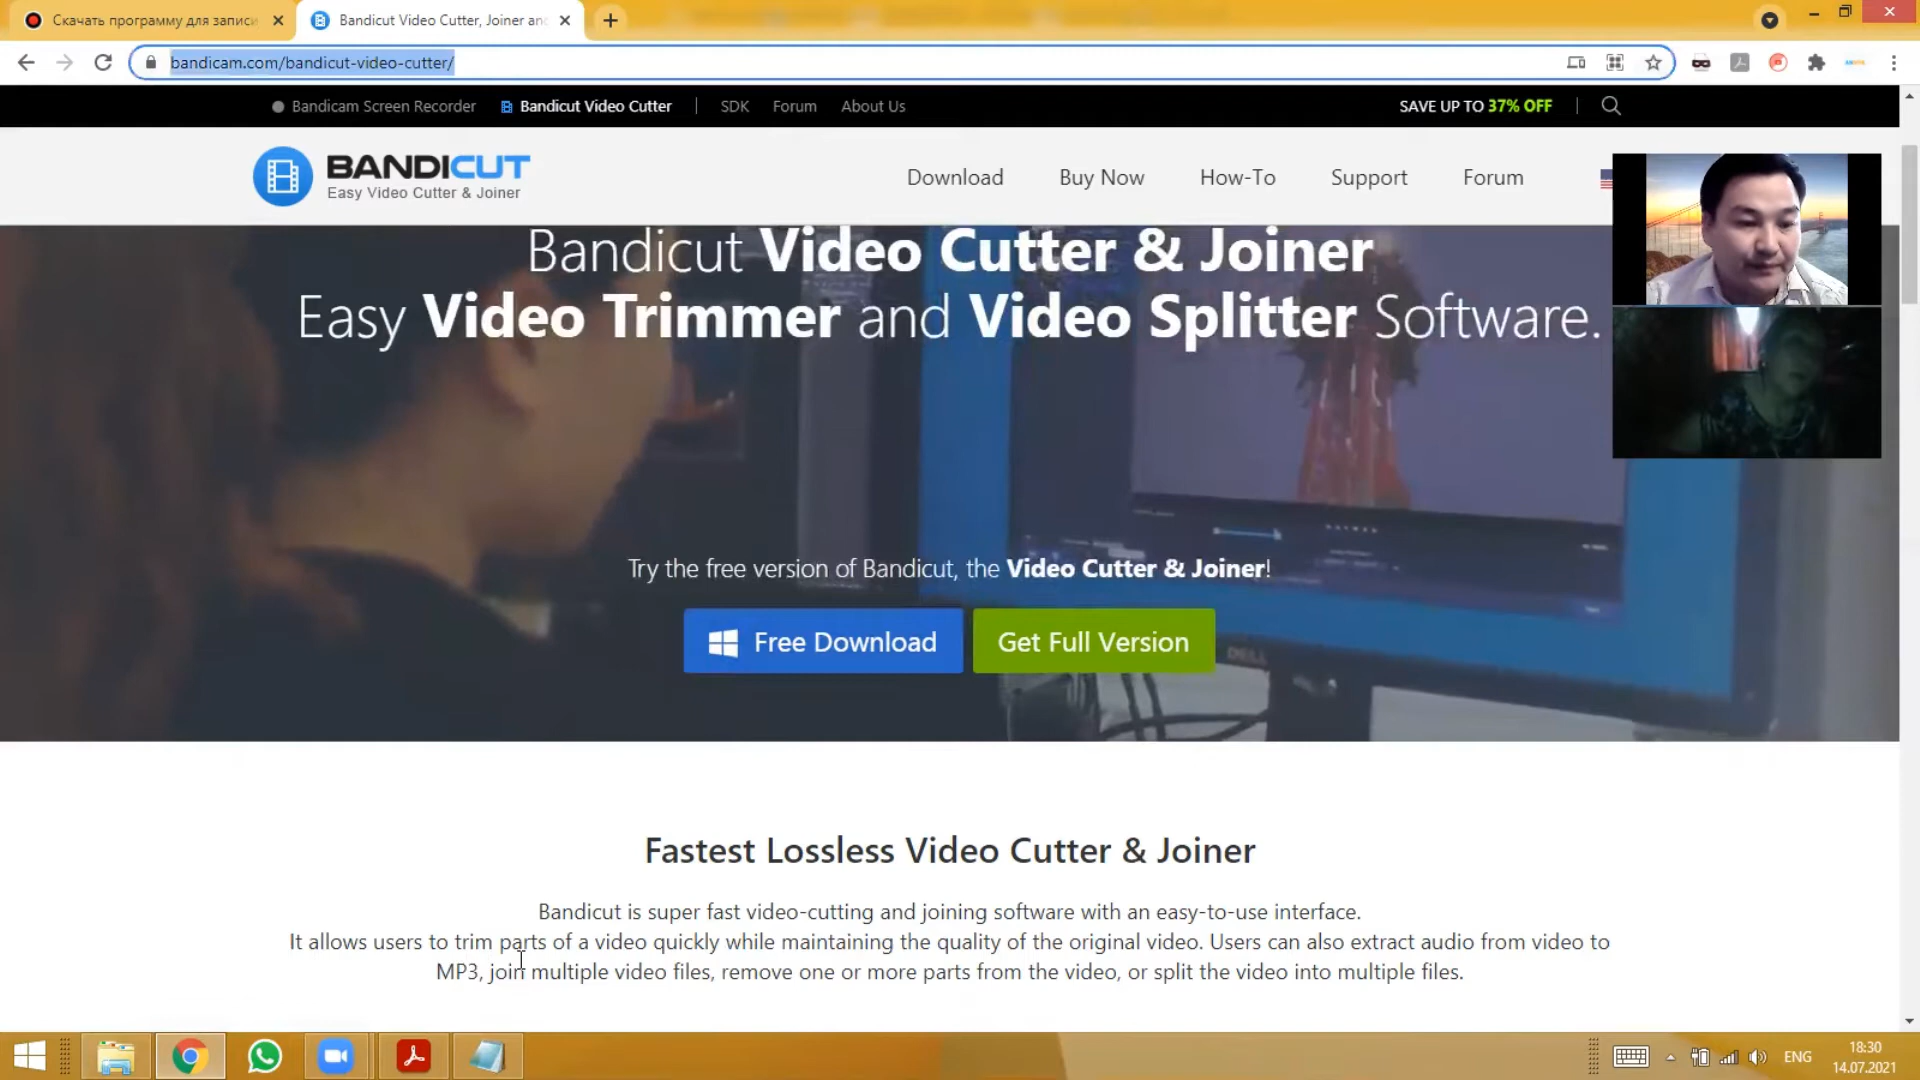 Скачать программу для записи
Bandicut Video Cutter, Joiner an
bandicam.com/bandicut-video-cutter/
Bandicam Screen Recorder
Bandicut Video Cutter
SDK
Forum
About Us
SAVE UP TO 37% OFF
BANDICUT
Easy Video Cutter & Joiner
Download
Buy Now
How-To
Support
Forum
Bandicut Video Cutter & Joiner
Easy Video Trimmer and Video Splitter Software.
Try the free version of Bandicut, the Video Cutter & Joiner!
Free Download
Get Full Version
DELL
Fastest Lossless Video Cutter & Joiner
Bandicut is super fast video-cutting and joining software with an easy-to-use interface.
It allows users to trim parts of a video quickly while maintaining the quality of the original video. Users can also extract audio from video to
MP3, join multiple video files, remove one or more parts from the video, or split the video into multiple files.
ENG
18:30
14.07.2021